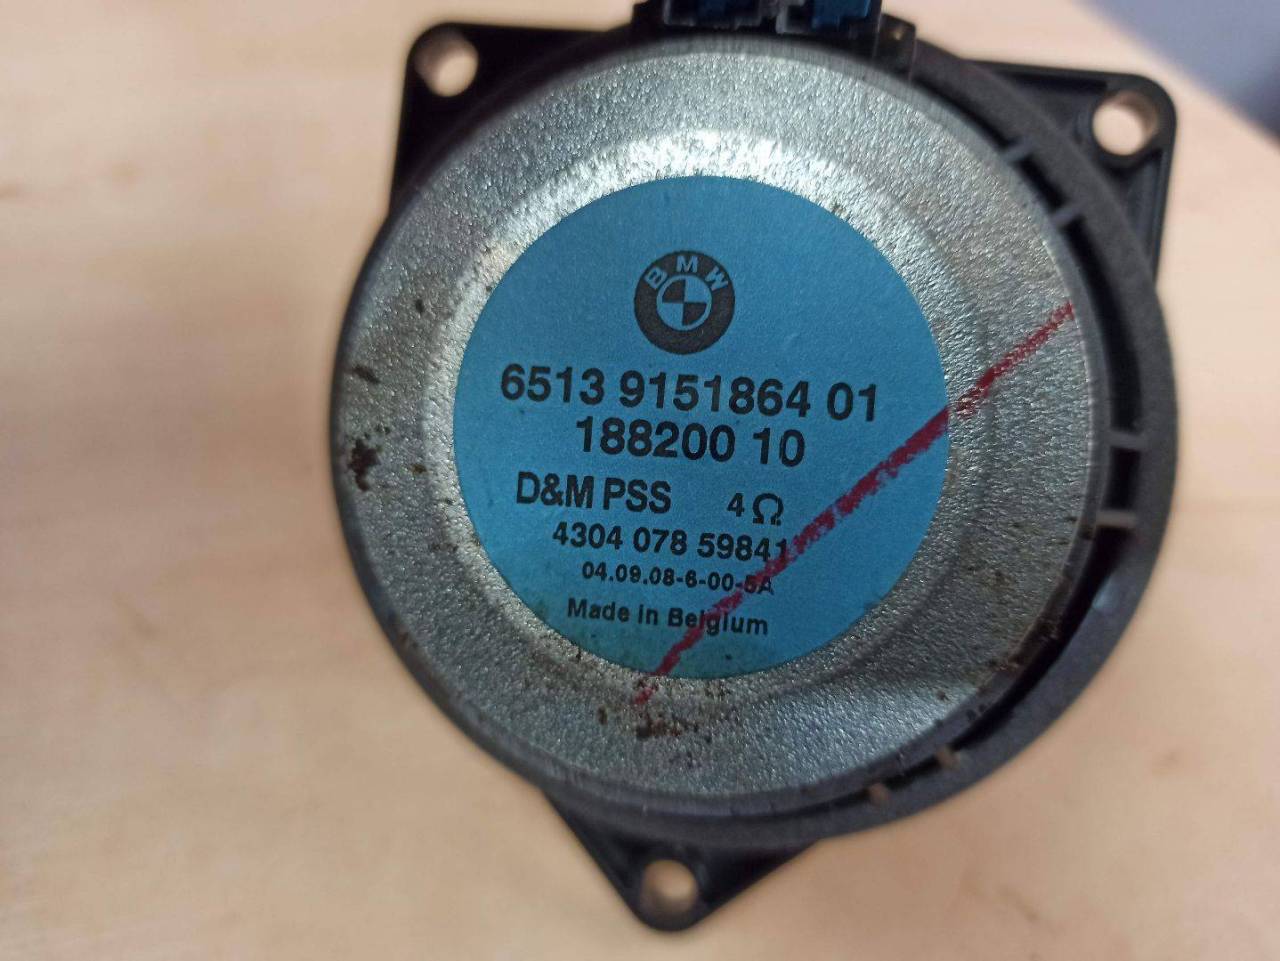 BMW
6513 9151864 01
188200 10
D&M PSS 4Ω
4304 078 59841
04.09.08-6-00-5A
Made in Belgium